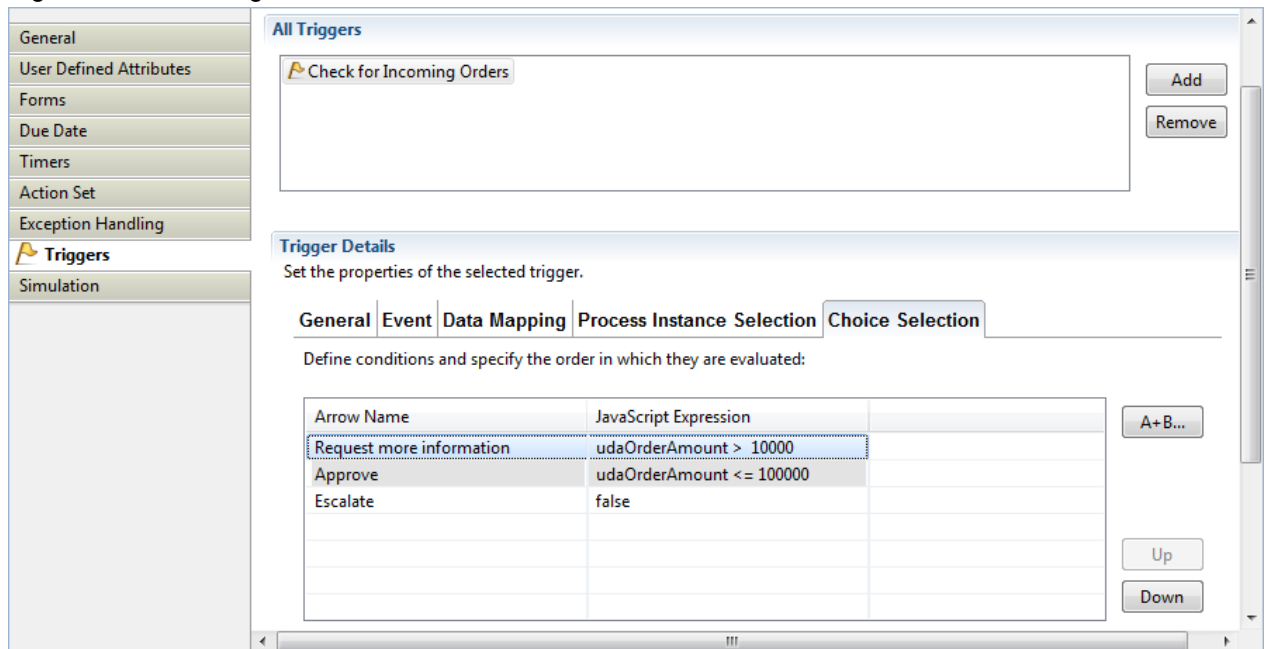 General
User Defined Attributes
Forms
Due Date
Timers
Action Set
Exception Handling
Triggers
Simulation
All Triggers
Check for Incoming Orders
Add
Remove
Trigger Details
Set the properties of the selected trigger.
General Event Data Mapping Process Instance Selection Choice Selection
Define conditions and specify the order in which they are evaluated:
Arrow Name JavaScript Expression
Request more information udaOrderAmount > 10000
Approve udaOrderAmount <= 100000
Escalate false
A+B...
Up
Down